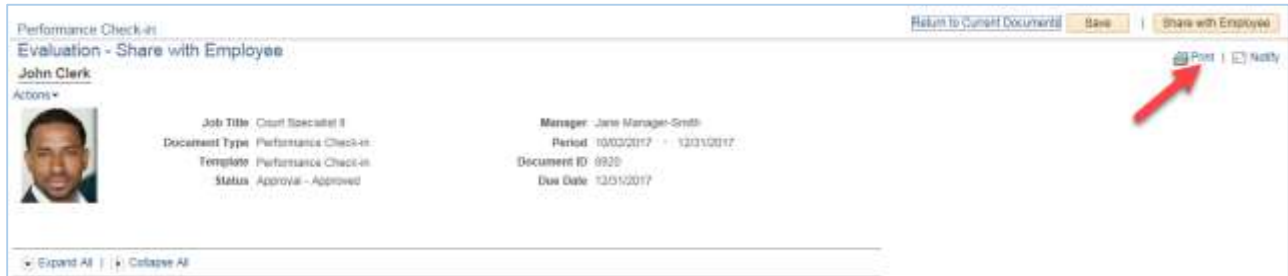 Performance Check-in
Return to Current Documents Save | Share with Employee
Evaluation - Share with Employee
Print | Notify
John Clerk
Actions
Job Title Court Specialist II Manager Jane Manager-Smith
Document Type Performance Check-in Period 10/02/2017 - 12/31/2017
Template Performance Check-in Document ID 6920
Status Approval - Approved Due Date 12/31/2017
Expand All | Collapse All